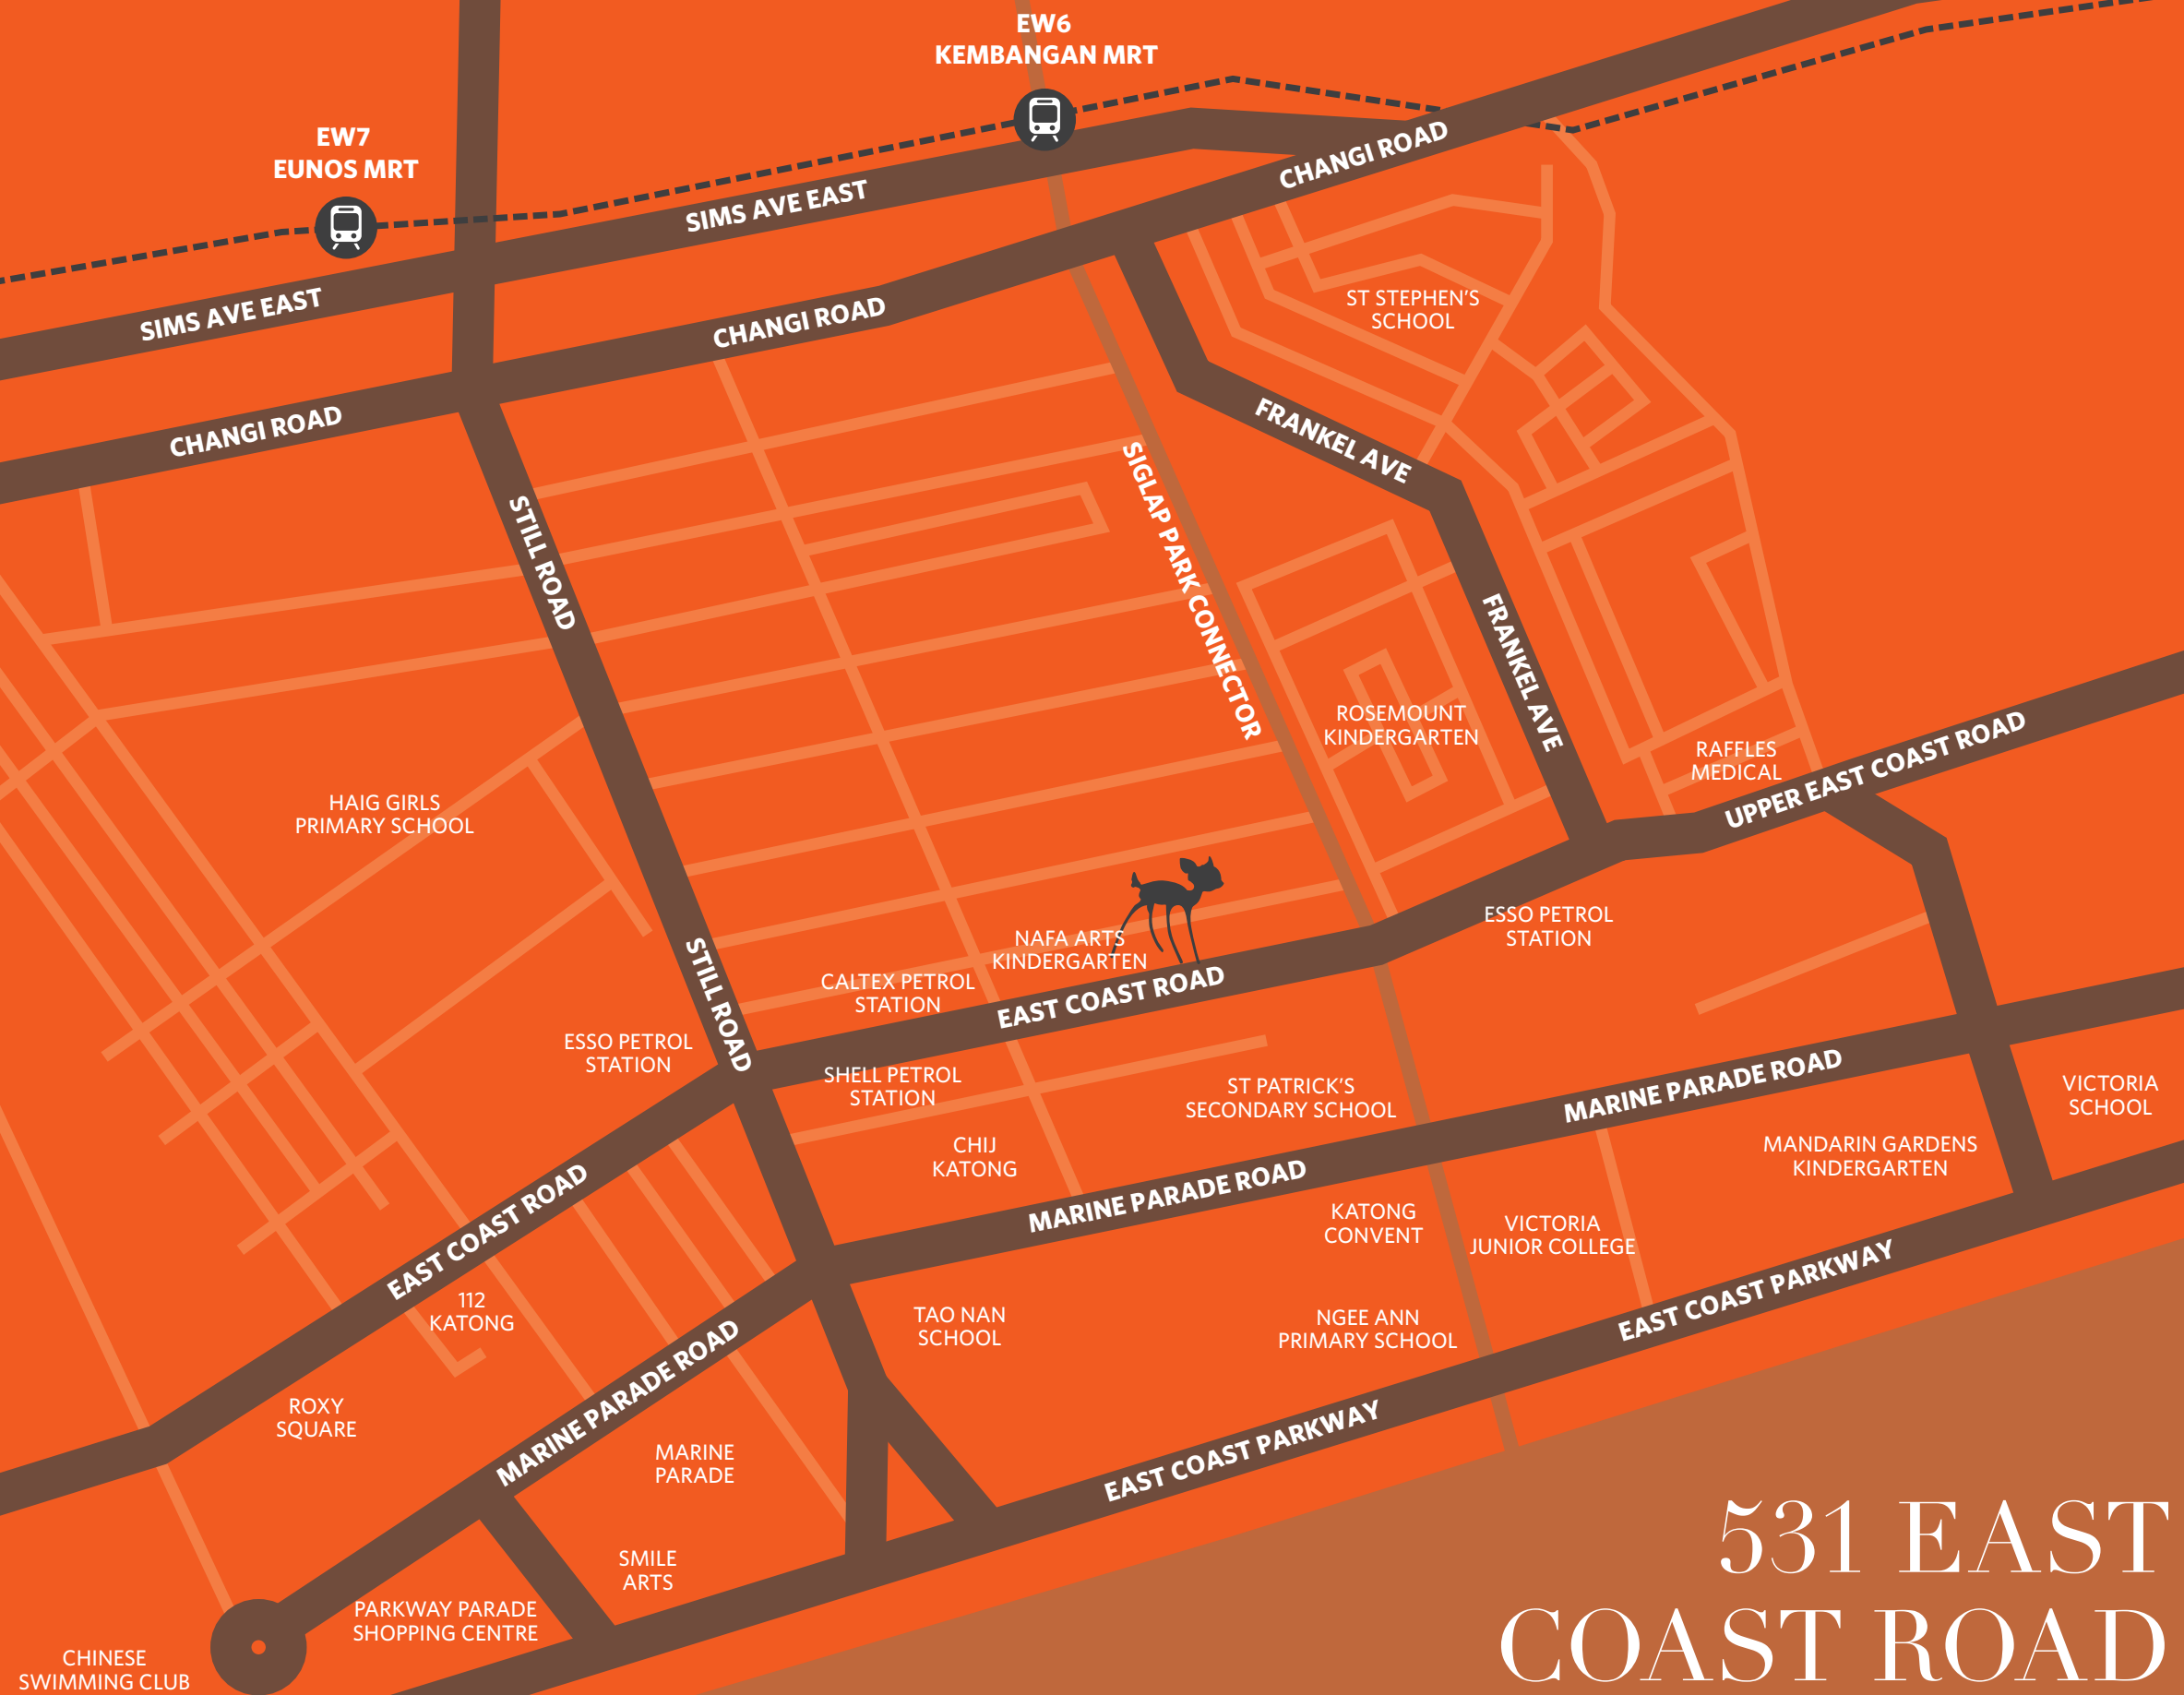 EW6
KEMBANGAN MRT
EW7
EUNOS MRT
CHANGI ROAD
SIMS AVE EAST
SIMS AVE EAST
CHANGI ROAD
CHANGI ROAD
ST STEPHEN'S
SCHOOL
FRANKEL AVE
SIGLAP PARK CONNECTOR
STILL ROAD
FRANKEL AVE
ROSEMOUNT
KINDERGARTEN
RAFFLES
MEDICAL
UPPER EAST COAST ROAD
HAIG GIRLS
PRIMARY SCHOOL
ESSO PETROL
STATION
NAFA ARTS
KINDERGARTEN
CALTEX PETROL
STATION
EAST COAST ROAD
STILL ROAD
ESSO PETROL
STATION
SHELL PETROL
STATION
ST PATRICK'S
SECONDARY SCHOOL
MARINE PARADE ROAD
VICTORIA
SCHOOL
CHIJ
KATONG
MANDARIN GARDENS
KINDERGARTEN
MARINE PARADE ROAD
EAST COAST ROAD
KATONG
CONVENT
VICTORIA
JUNIOR COLLEGE
112
KATONG
TAO NAN
SCHOOL
NGEE ANN
PRIMARY SCHOOL
EAST COAST PARKWAY
ROXY
SQUARE
MARINE PARADE ROAD
MARINE
PARADE
EAST COAST PARKWAY
SMILE
ARTS
PARKWAY PARADE
SHOPPING CENTRE
CHINESE
SWIMMING CLUB
531 EAST
COAST ROAD